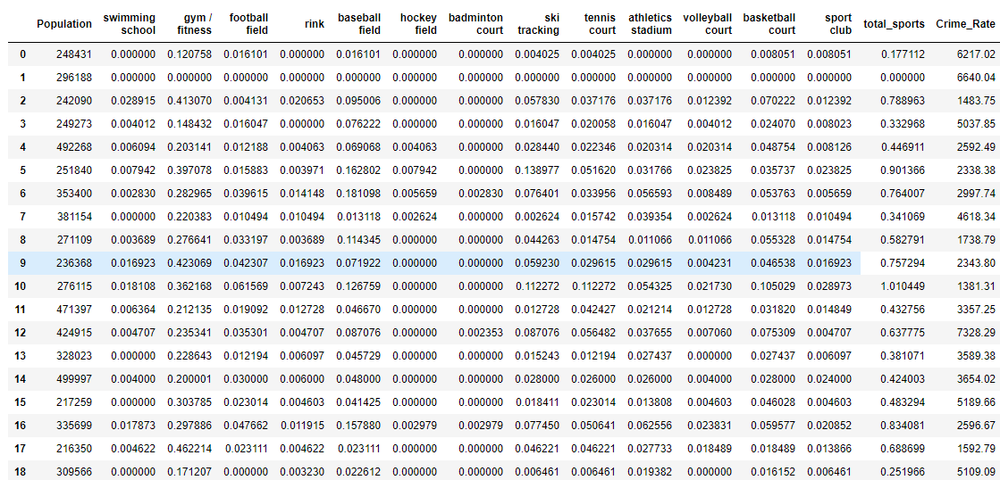 Population swimming school gym / fitness football field rink baseball field hockey field badminton court ski tracking tennis court athletics stadium volleyball court basketball court sport club total_sports Crime_Rate
0 248431 0.000000 0.120758 0.016101 0.000000 0.016101 0.000000 0.000000 0.004025 0.004025 0.000000 0.000000 0.008051 0.008051 0.177112 6217.02
1 296188 0.000000 0.000000 0.000000 0.000000 0.000000 0.000000 0.000000 0.000000 0.000000 0.000000 0.000000 0.000000 0.000000 0.000000 6640.04
2 242090 0.028915 0.413070 0.004131 0.020653 0.095006 0.000000 0.000000 0.057830 0.037176 0.037176 0.012392 0.070222 0.012392 0.788963 1483.75
3 249273 0.004012 0.148432 0.016047 0.000000 0.076222 0.000000 0.000000 0.016047 0.020058 0.016047 0.004012 0.024070 0.008023 0.332968 5037.85
4 492268 0.006094 0.203141 0.012188 0.004063 0.069068 0.004063 0.000000 0.028440 0.022346 0.020314 0.020314 0.048754 0.008126 0.446911 2592.49
5 251840 0.007942 0.397078 0.015883 0.003971 0.162802 0.007942 0.000000 0.138977 0.051620 0.031766 0.023825 0.035737 0.023825 0.901366 2338.38
6 353400 0.002830 0.282965 0.039615 0.014148 0.181098 0.005659 0.002830 0.076401 0.033956 0.056593 0.008489 0.053763 0.005659 0.764007 2997.74
7 381154 0.000000 0.220383 0.010494 0.010494 0.013118 0.002624 0.000000 0.002624 0.015742 0.039354 0.002624 0.013118 0.010494 0.341069 4618.34
8 271109 0.003689 0.276641 0.033197 0.003689 0.114345 0.000000 0.000000 0.044263 0.014754 0.011066 0.011066 0.055328 0.014754 0.582791 1738.79
9 236368 0.016923 0.423069 0.042307 0.016923 0.071922 0.000000 0.000000 0.059230 0.029615 0.029615 0.004231 0.046538 0.016923 0.757294 2343.80
10 276115 0.018108 0.362168 0.061569 0.007243 0.126759 0.000000 0.000000 0.112272 0.112272 0.054325 0.021730 0.105029 0.028973 1.010449 1381.31
11 471397 0.006364 0.212135 0.019092 0.012728 0.046670 0.000000 0.000000 0.012728 0.042427 0.021214 0.012728 0.031820 0.014849 0.432756 3357.25
12 424915 0.004707 0.235341 0.035301 0.004707 0.087076 0.000000 0.002353 0.087076 0.056482 0.037655 0.007060 0.075309 0.004707 0.637775 7328.29
13 328023 0.000000 0.228643 0.012194 0.006097 0.045729 0.000000 0.000000 0.015243 0.012194 0.027437 0.000000 0.027437 0.006097 0.381071 3589.38
14 499997 0.004000 0.200001 0.030000 0.006000 0.048000 0.000000 0.000000 0.028000 0.026000 0.026000 0.004000 0.028000 0.024000 0.424003 3654.02
15 217259 0.000000 0.303785 0.023014 0.004603 0.041425 0.000000 0.000000 0.018411 0.023014 0.013808 0.004603 0.046028 0.004603 0.483294 5189.66
16 335699 0.017873 0.297886 0.047662 0.011915 0.157880 0.002979 0.002979 0.077450 0.050641 0.062556 0.023831 0.059577 0.020852 0.834081 2596.67
17 216350 0.004622 0.462214 0.023111 0.004622 0.023111 0.000000 0.000000 0.046221 0.046221 0.027733 0.018489 0.018489 0.013866 0.688699 1592.79
18 309566 0.000000 0.171207 0.000000 0.003230 0.022612 0.000000 0.000000 0.006461 0.006461 0.019382 0.000000 0.016152 0.006461 0.251966 5109.09